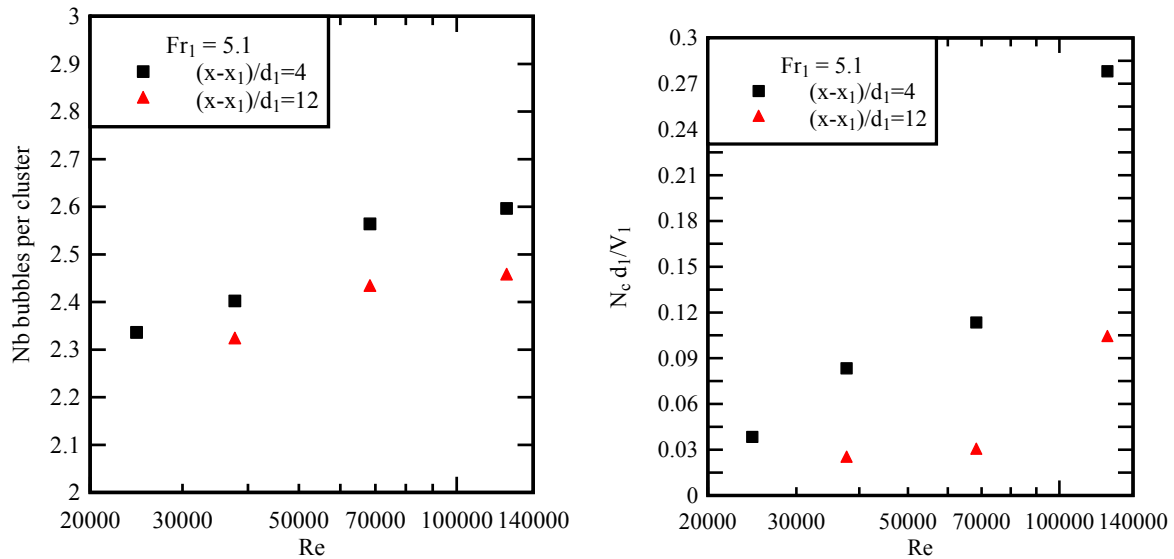 3
2.9
2.8
2.7
2.6
2.5
2.4
2.3
2.2
2.1
2
Nb bubbles per cluster
Fr1 = 5.1
(x-x1)/d1=4
(x-x1)/d1=12
20000 30000 50000 70000 100000 140000
Re
0.3
0.27
0.24
0.21
0.18
0.15
0.12
0.09
0.06
0.03
0
Nc d1/V1
Fr1 = 5.1
(x-x1)/d1=4
(x-x1)/d1=12
20000 30000 50000 70000 100000 140000
Re